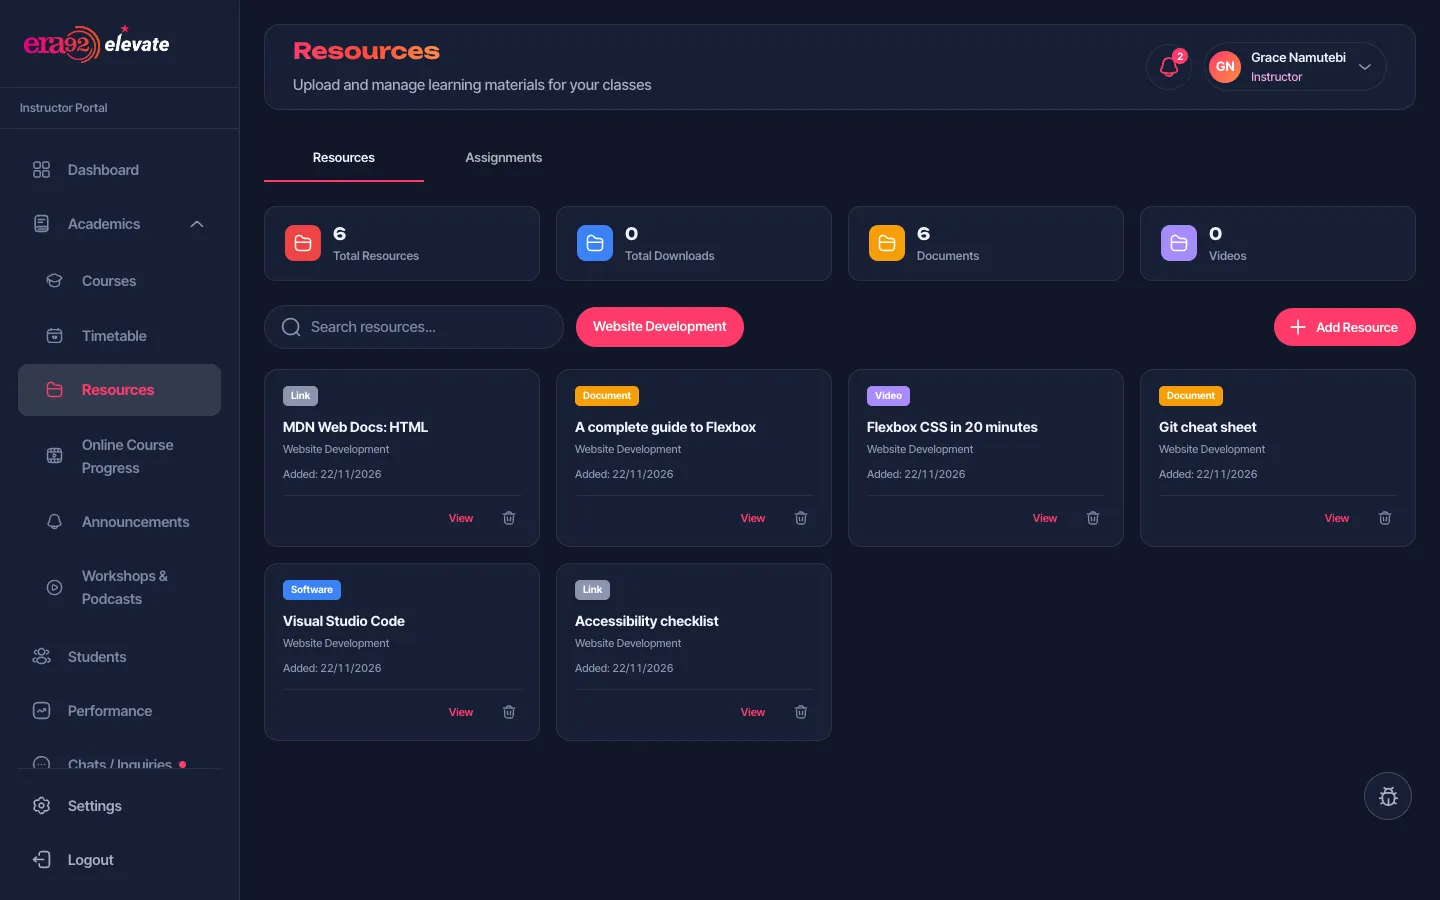 era92 elevate
Instructor Portal
Dashboard
Academics
Courses
Timetable
Resources
Online Course
Progress
Announcements
Workshops &
Podcasts
Students
Performance
Chats / Inquiries
Settings
Logout
Resources
Upload and manage learning materials for your classes
2
GN
Grace Namutebi
Instructor
Resources
Assignments
6
Total Resources
0
Total Downloads
6
Documents
0
Videos
Search resources...
Website Development
Add Resource
Link
MDN Web Docs: HTML
Website Development
Added: 22/11/2026
View
Document
A complete guide to Flexbox
Website Development
Added: 22/11/2026
View
Video
Flexbox CSS in 20 minutes
Website Development
Added: 22/11/2026
View
Document
Git cheat sheet
Website Development
Added: 22/11/2026
View
Software
Visual Studio Code
Website Development
Added: 22/11/2026
View
Link
Accessibility checklist
Website Development
Added: 22/11/2026
View